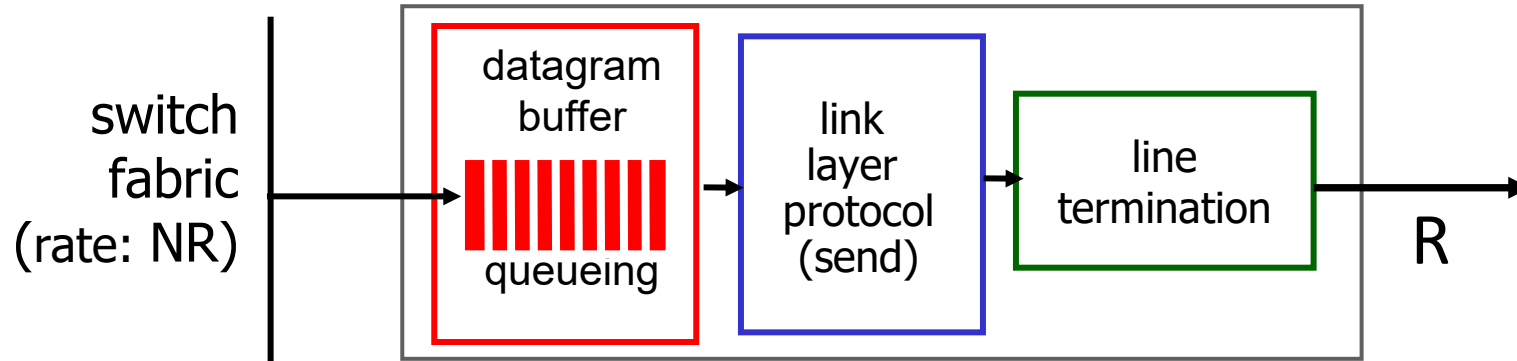 switch
fabric
(rate: NR)
datagram
buffer
queueing
link
layer
protocol
(send)
line
termination
R